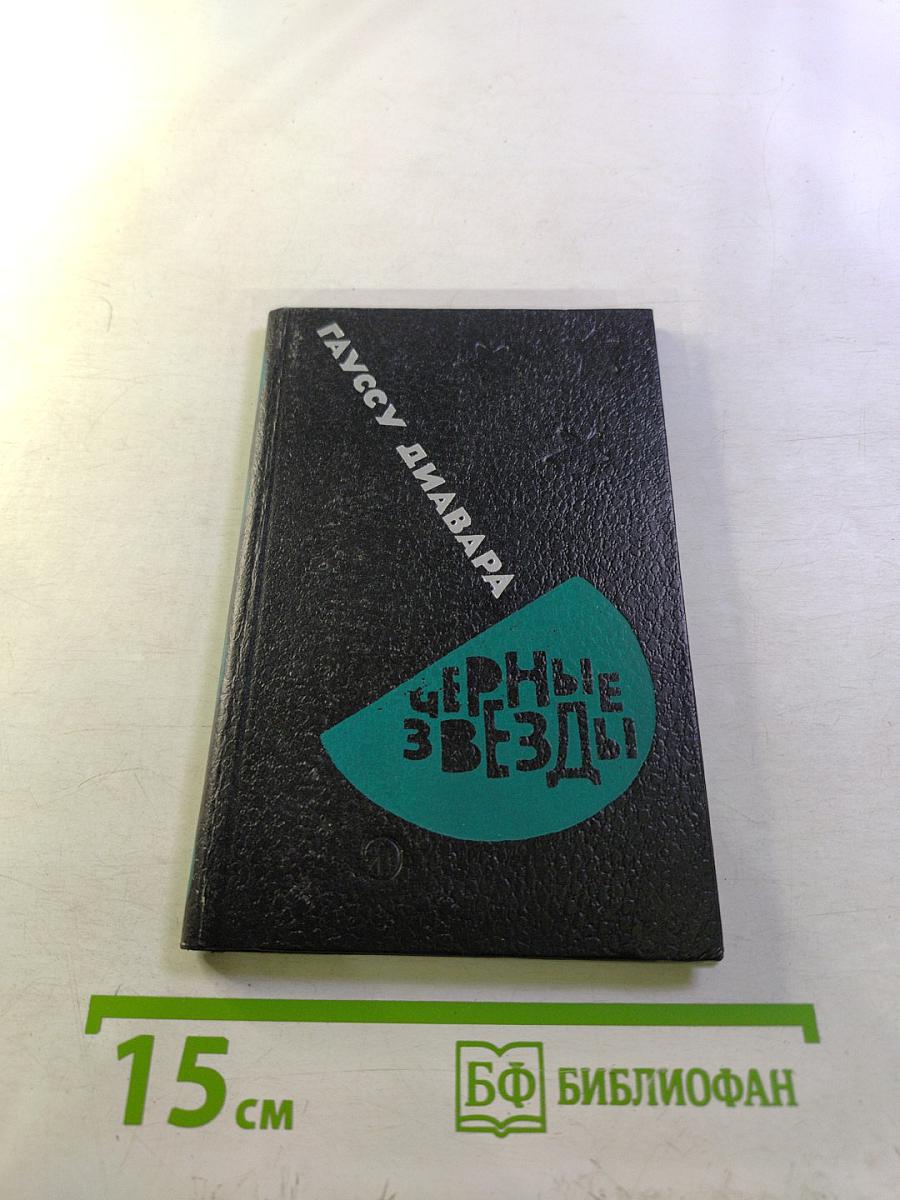 ГАУССУ ДИАВАРА
ЧЕРНЫЕ
ЗВЕЗДЫ
15 см
БФ БИБЛИОФАН